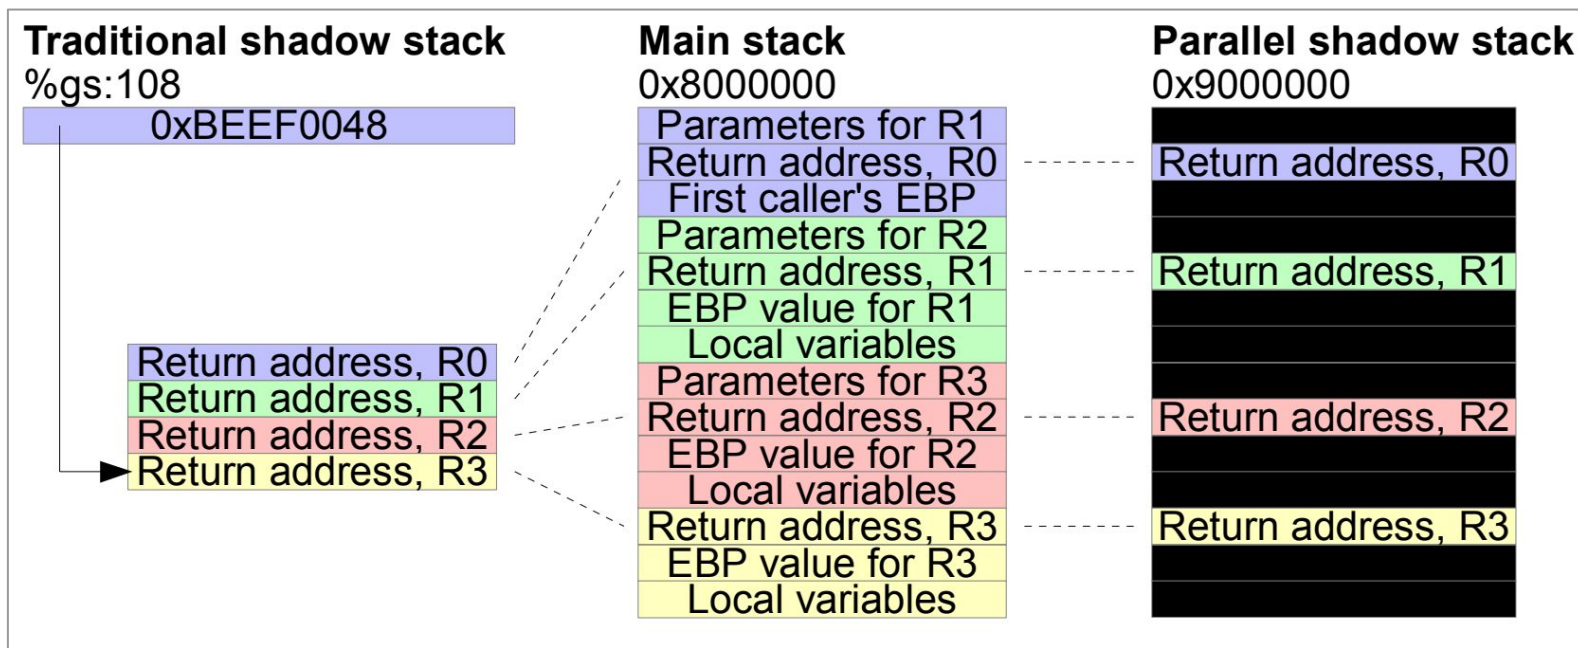 Traditional shadow stack
%gs:108
0xBEEF0048
Return address, R0
Return address, R1
Return address, R2
Return address, R3
Main stack
0x8000000
Parameters for R1
Return address, R0
First caller's EBP
Parameters for R2
Return address, R1
EBP value for R1
Local variables
Parameters for R3
Return address, R2
EBP value for R2
Local variables
Return address, R3
EBP value for R3
Local variables
Parallel shadow stack
0x9000000
Return address, R0
Return address, R1
Return address, R2
Return address, R3